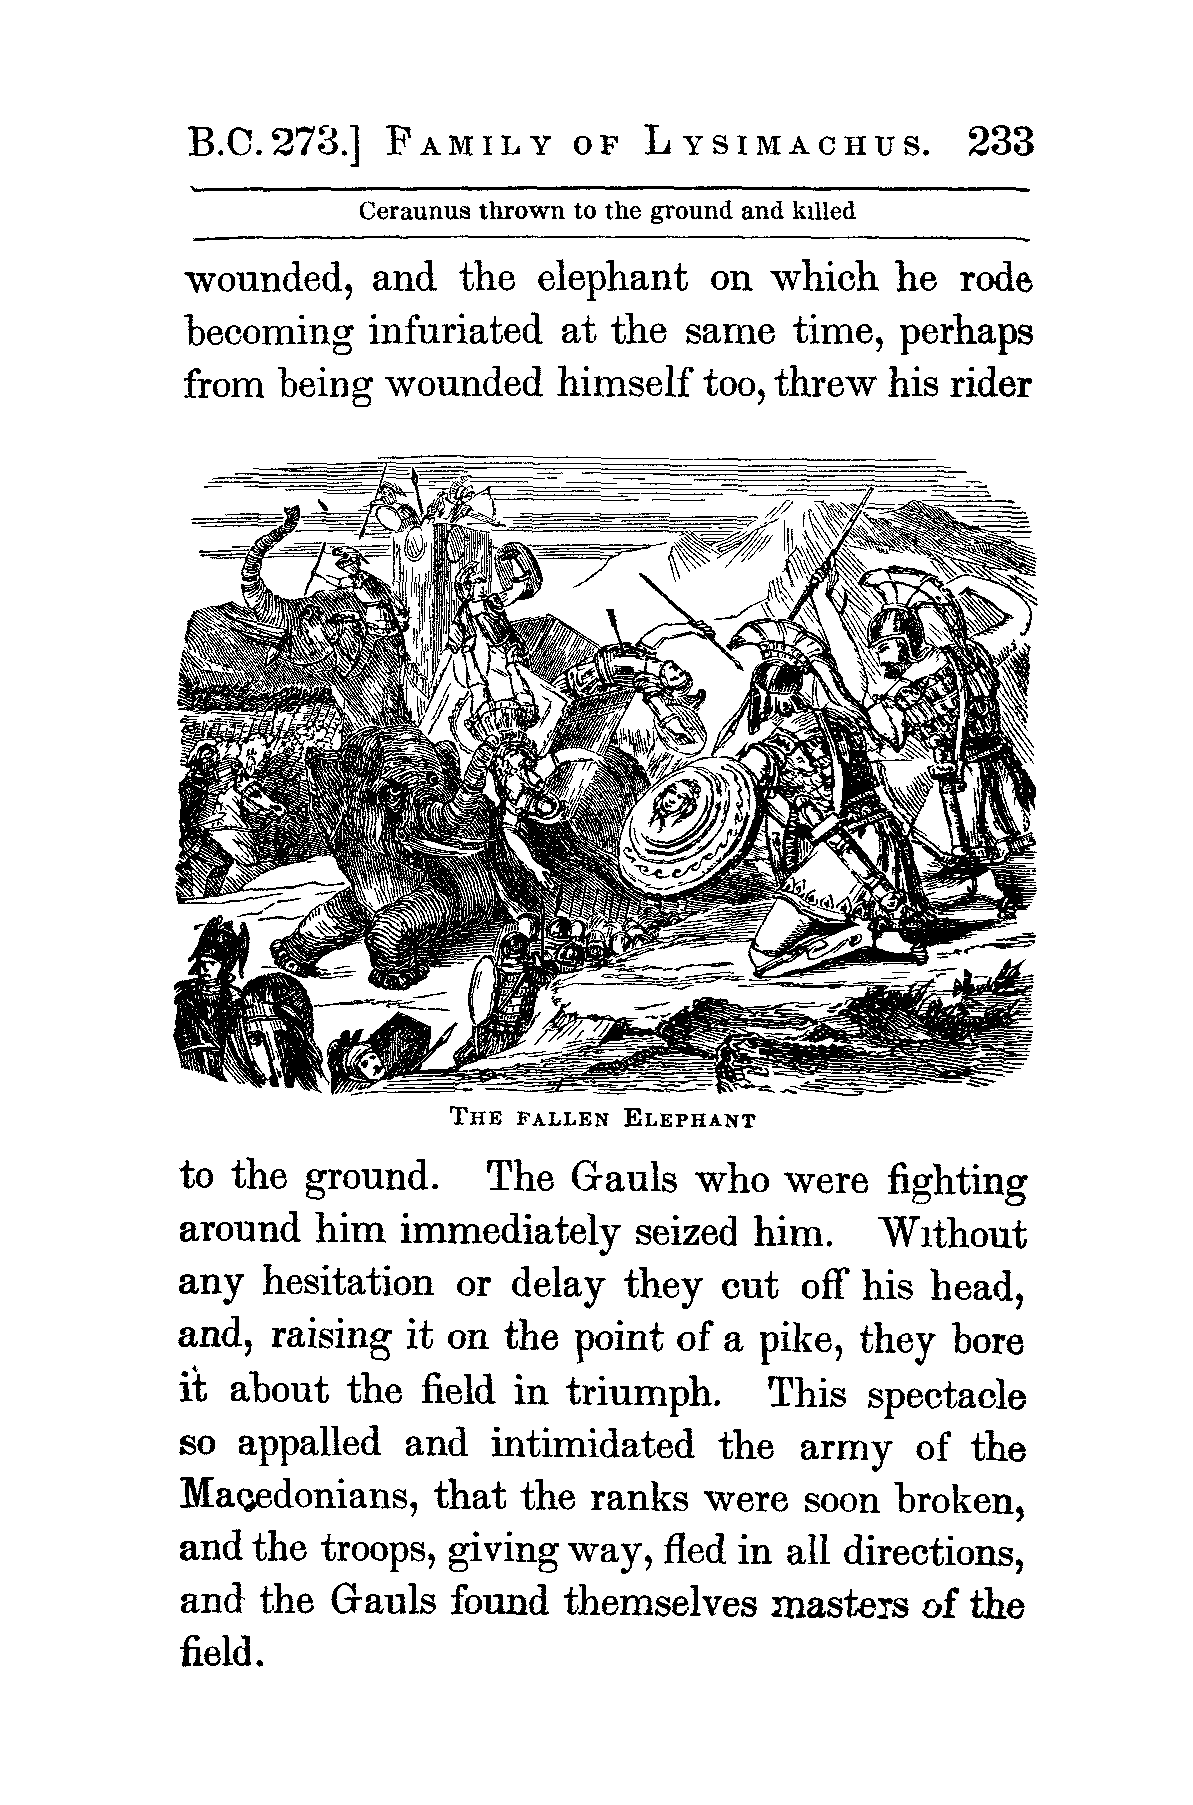 B.C. 273.] FAMILY OF LYSIMACHUS. 233
Ceraunus thrown to the ground and killed
wounded, and the elephant on which he rode
becoming infuriated at the same time, perhaps
from being wounded himself too, threw his rider
THE FALLEN ELEPHANT
to the ground. The Gauls who were fighting
around him immediately seized him. Without
any hesitation or delay they cut off his head,
and, raising it on the point of a pike, they bore
it about the field in triumph. This spectacle
so appalled and intimidated the army of the
Macedonians, that the ranks were soon broken,
and the troops, giving way, fled in all directions,
and the Gauls found themselves masters of the
field.